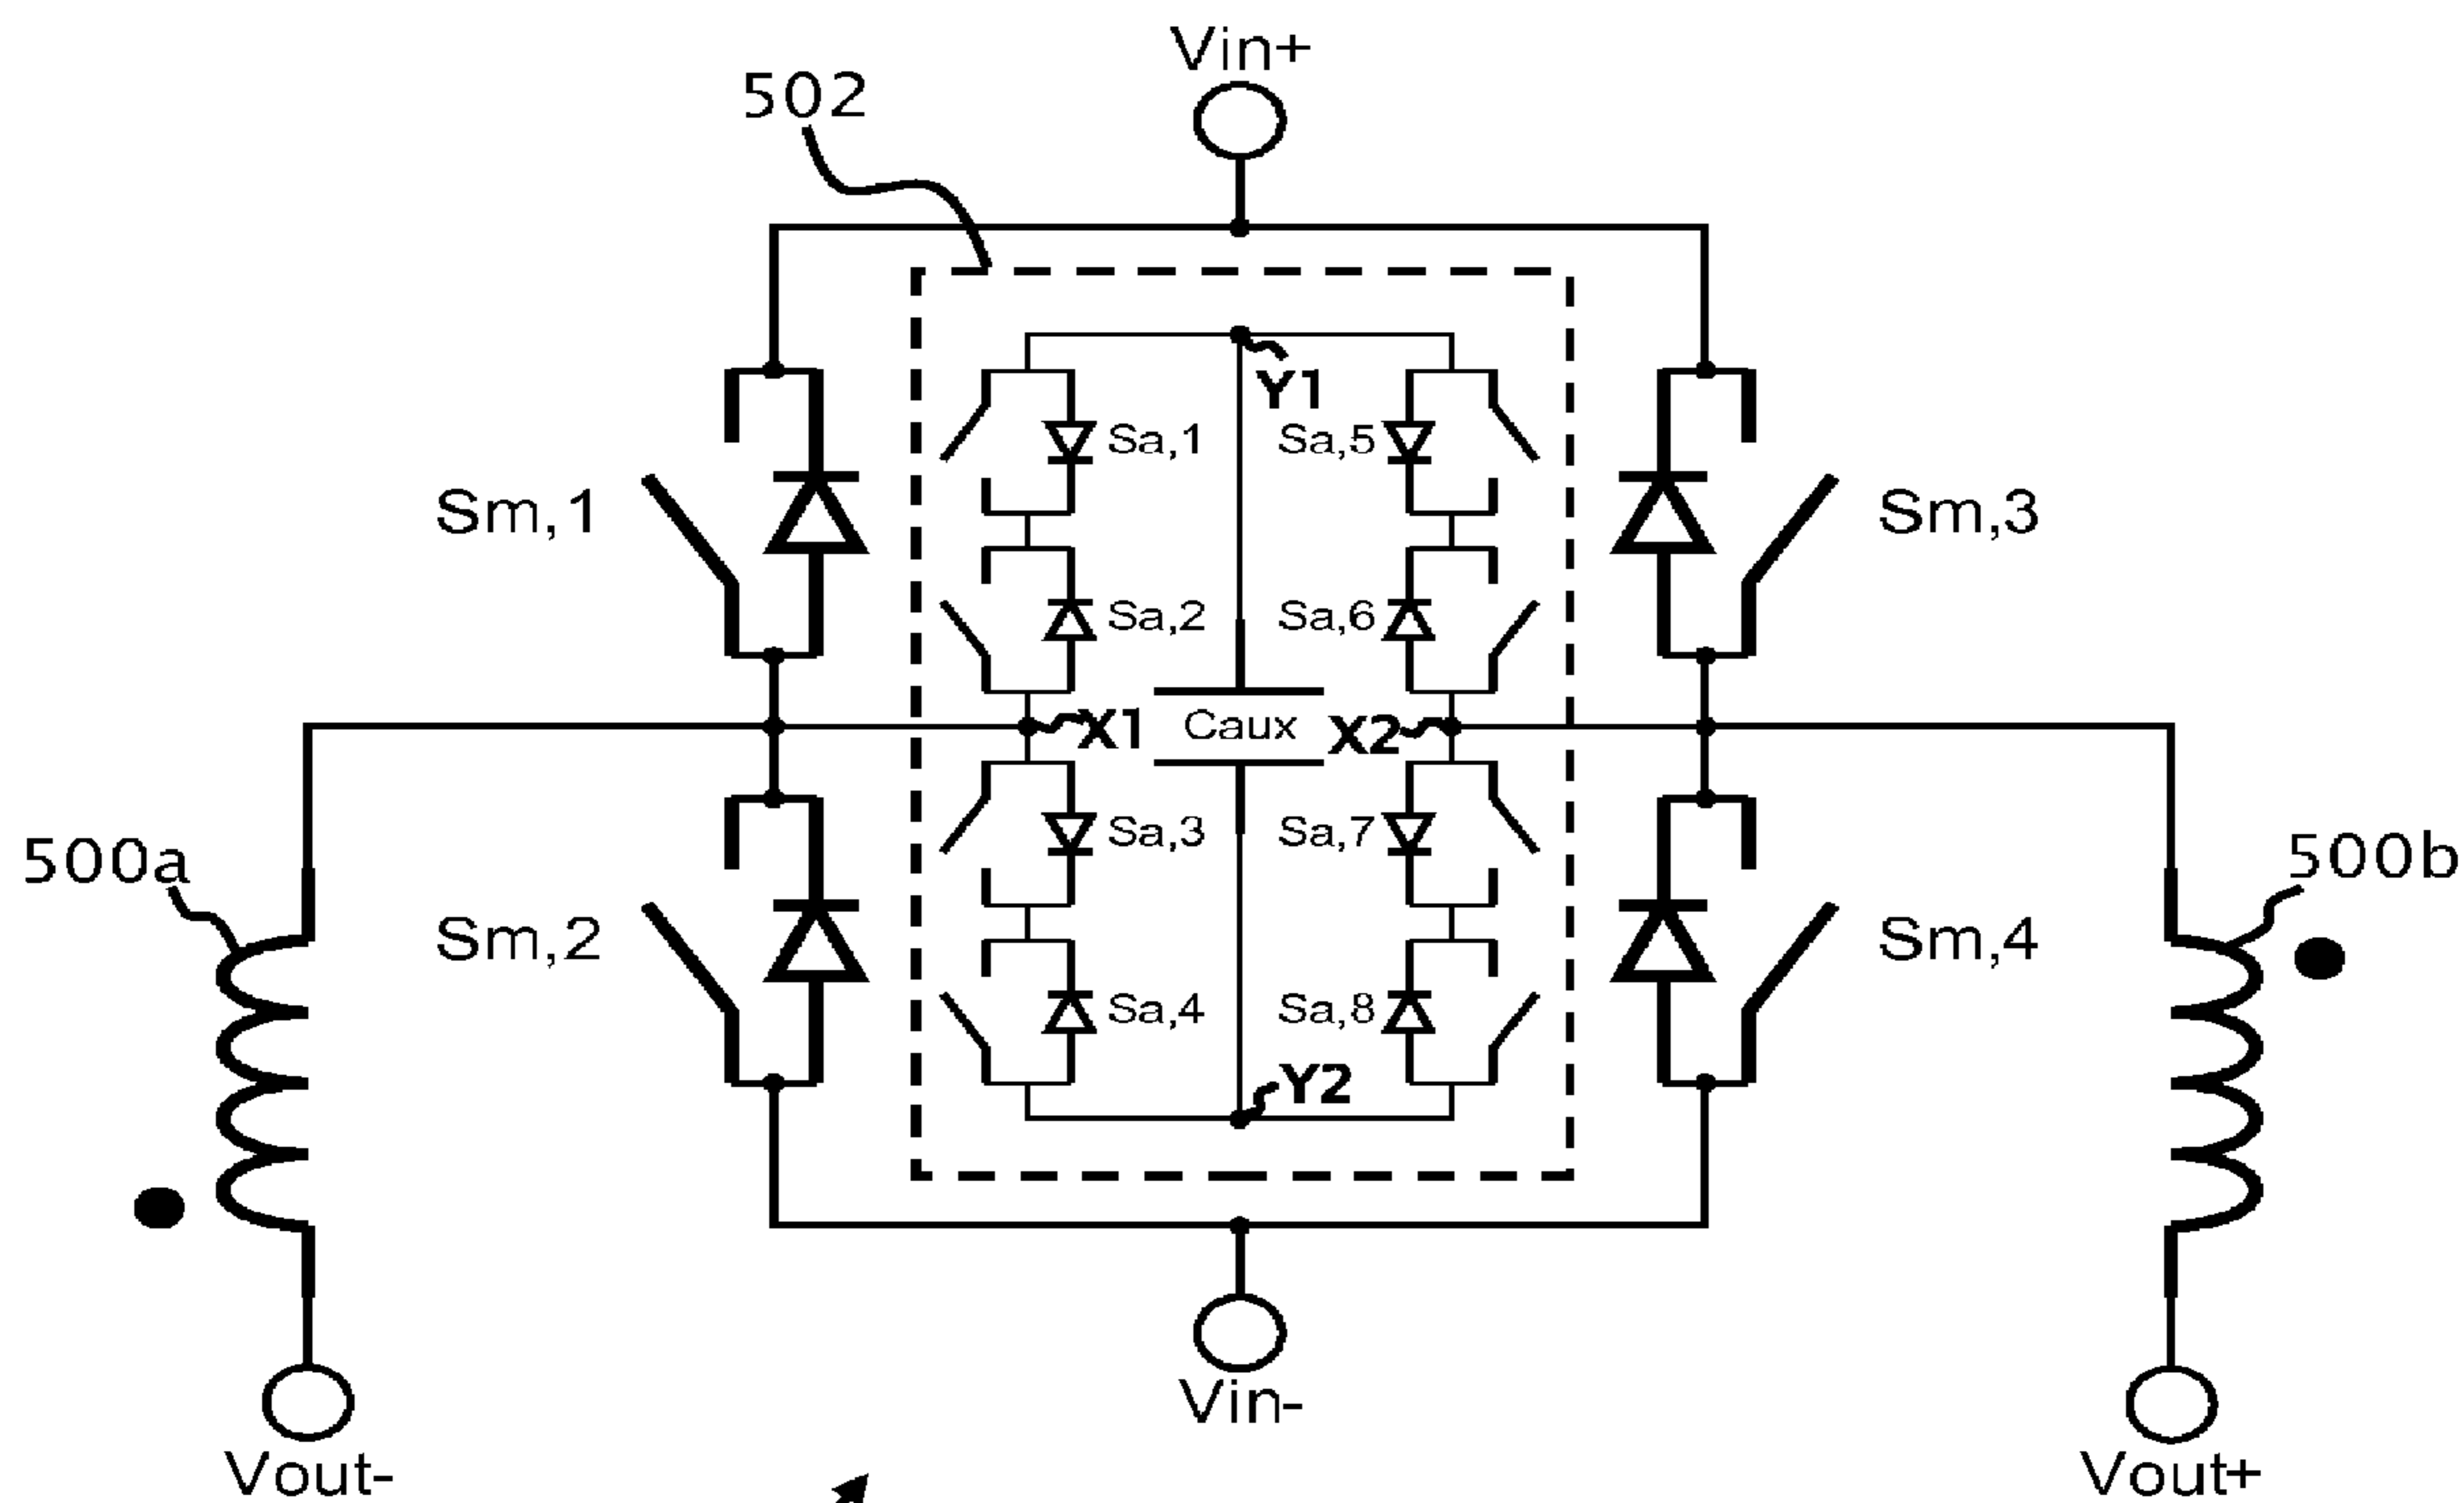 Vin+
502
Y1
Sa,1
Sa,5
Sm,1
Sm,3
Sa,2
Sa,6
X1
Caux
X2
Sa,3
Sa,7
500a
500b
Sm,2
Sm,4
Sa,4
Sa,8
Y2
Vin-
Vout-
Vout+